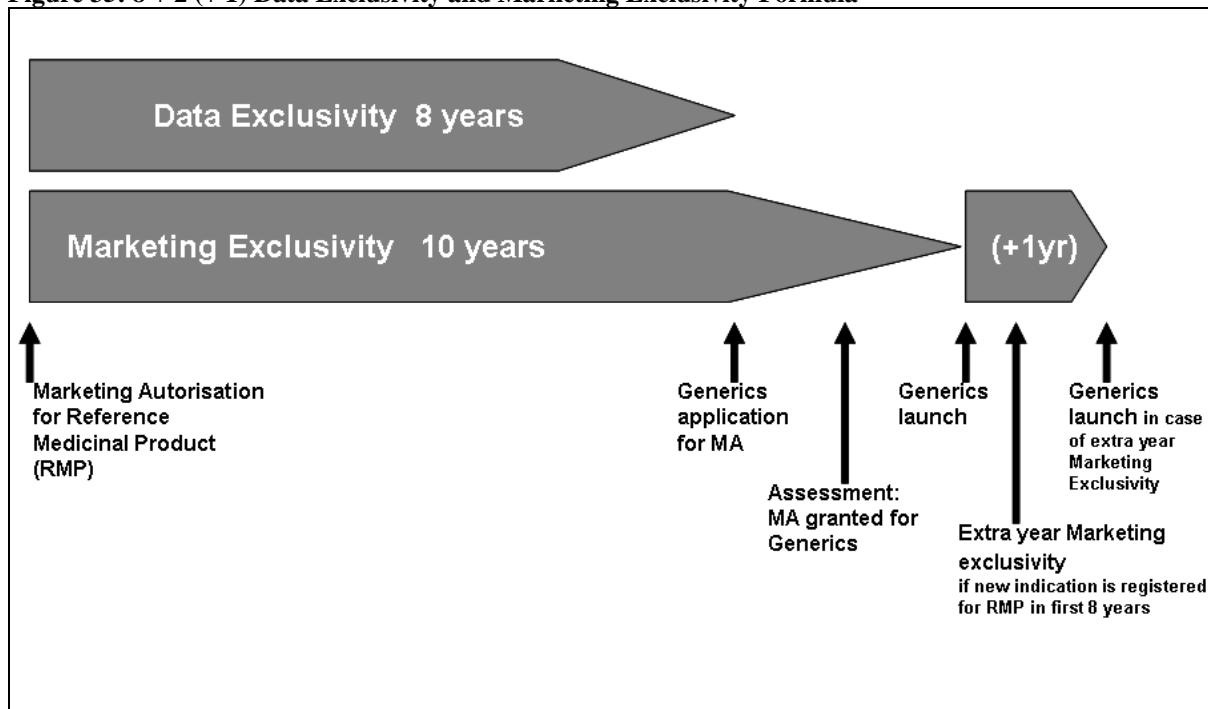 Figure 8 + 2 (+ 1) Data Exclusivity and Marketing Exclusivity Formula
Data Exclusivity 8 years
Marketing Exclusivity 10 years
(+1yr)
Marketing Autorisation
for Reference
Medicinal Product
(RMP)
Generics
application
for MA
Assessment:
MA granted for
Generics
Generics
launch
Extra year Marketing
exclusivity
if new indication is registered
for RMP in first 8 years
Generics
launch in case
of extra year
Marketing
Exclusivity